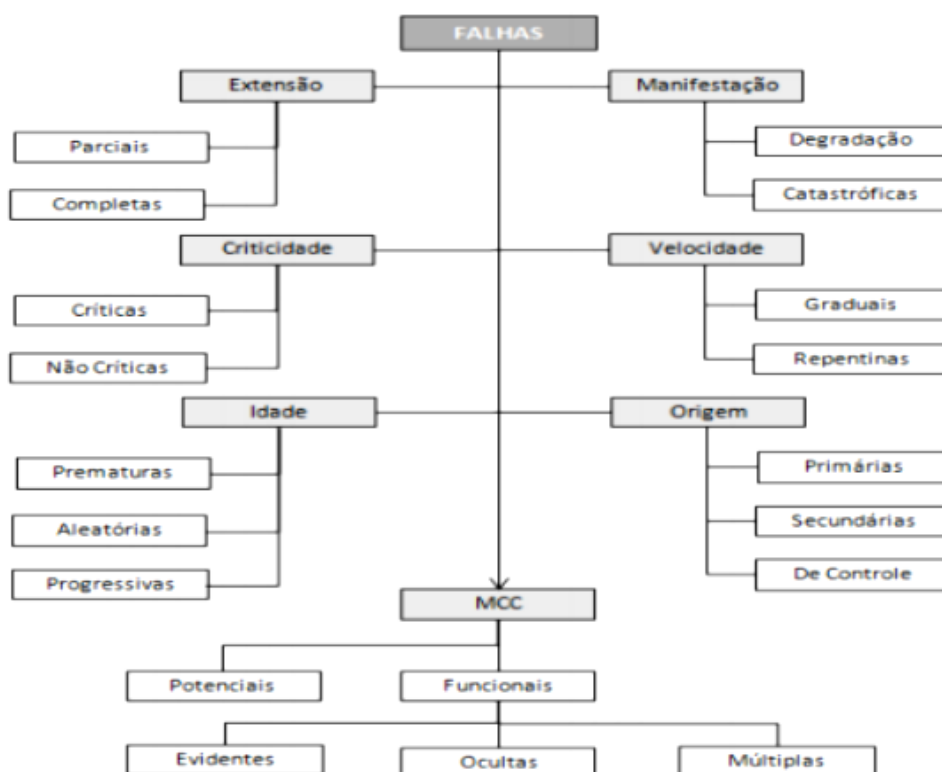 FALHAS
Extensão
Manifestação
Parciais
Degradação
Completas
Catastróficas
Criticidade
Velocidade
Críticas
Graduais
Não Críticas
Repentinas
Idade
Origem
Prematuras
Primárias
Aleatórias
Secundárias
Progressivas
De Controle
MCC
Potenciais
Funcionais
Evidentes
Ocultas
Múltiplas